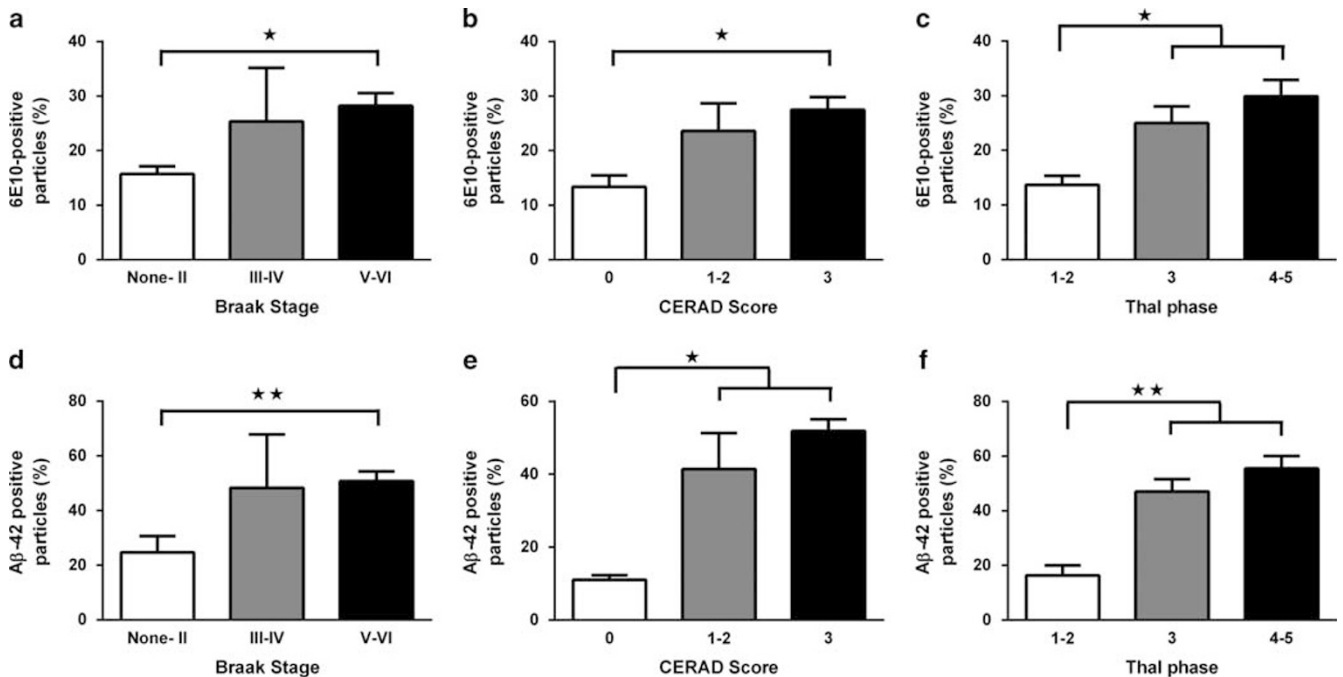 a
6E10-positive
particles (%)
40
30
20
10
0
★
None- II III-IV V-VI
Braak Stage
b
6E10-positive
particles (%)
40
30
20
10
0
★
0 1-2 3
CERAD Score
c
6E10-positive
particles (%)
40
30
20
10
0
★
1-2 3 4-5
Thal phase
d
Aβ-42 positive
particles (%)
80
60
40
20
0
★★
None- II III-IV V-VI
Braak Stage
e
Aβ-42 positive
particles (%)
60
40
20
0
★
0 1-2 3
CERAD Score
f
Aβ-42 positive
particles (%)
80
60
40
20
0
★★
1-2 3 4-5
Thal phase